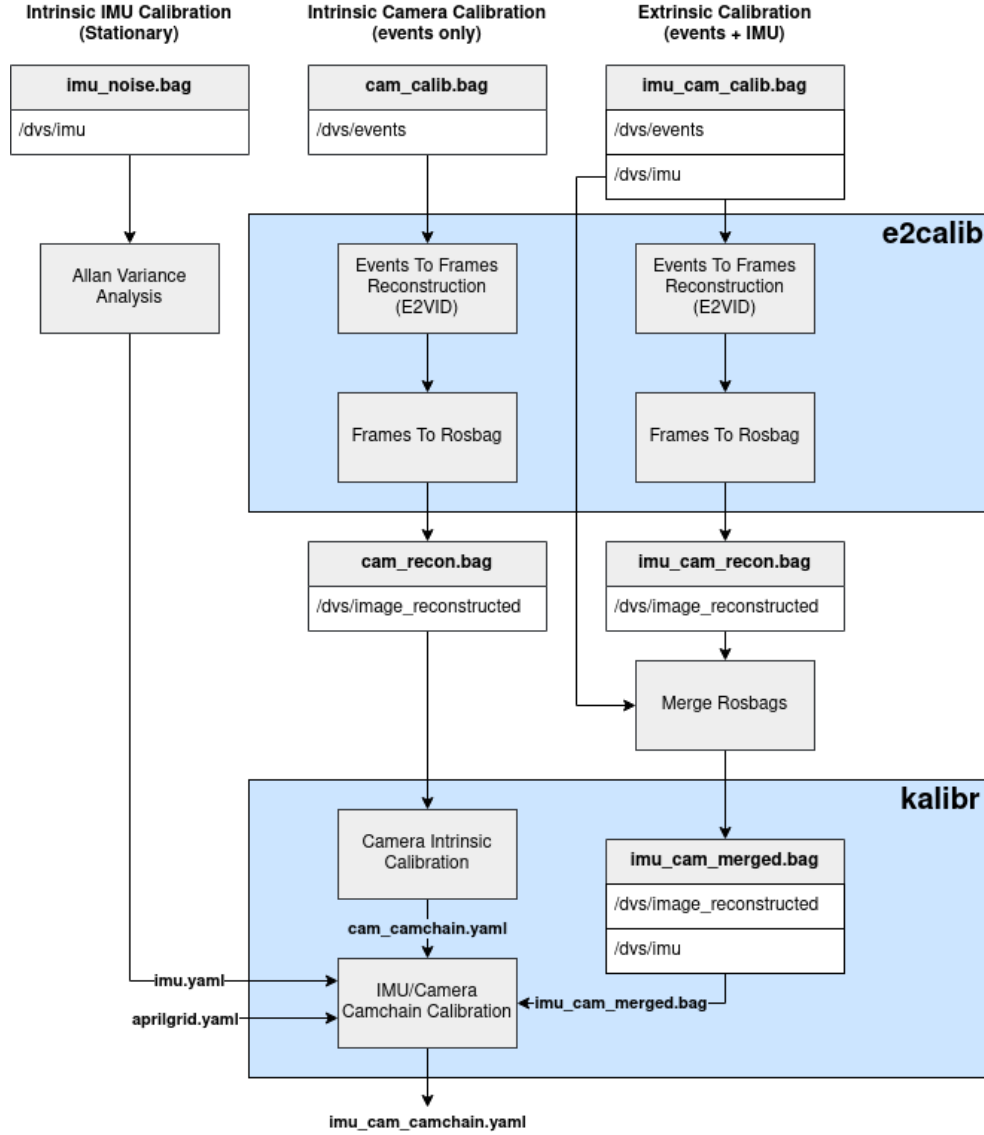 Intrinsic IMU Calibration
(Stationary)
Intrinsic Camera Calibration
(events only)
Extrinsic Calibration
(events + IMU)
imu_noise.bag
/dvs/imu
cam_calib.bag
/dvs/events
imu_cam_calib.bag
/dvs/events
/dvs/imu
e2calib
Allan Variance
Analysis
Events To Frames
Reconstruction
(E2VID)
Events To Frames
Reconstruction
(E2VID)
Frames To Rosbag
Frames To Rosbag
cam_recon.bag
/dvs/image_reconstructed
imu_cam_recon.bag
/dvs/image_reconstructed
Merge Rosbags
kalibr
Camera Intrinsic
Calibration
imu_cam_merged.bag
/dvs/image_reconstructed
/dvs/imu
cam_camchain.yaml
imu.yaml
aprilgrid.yaml
IMU/Camera
Camchain Calibration
imu_cam_merged.bag
imu_cam_camchain.yaml